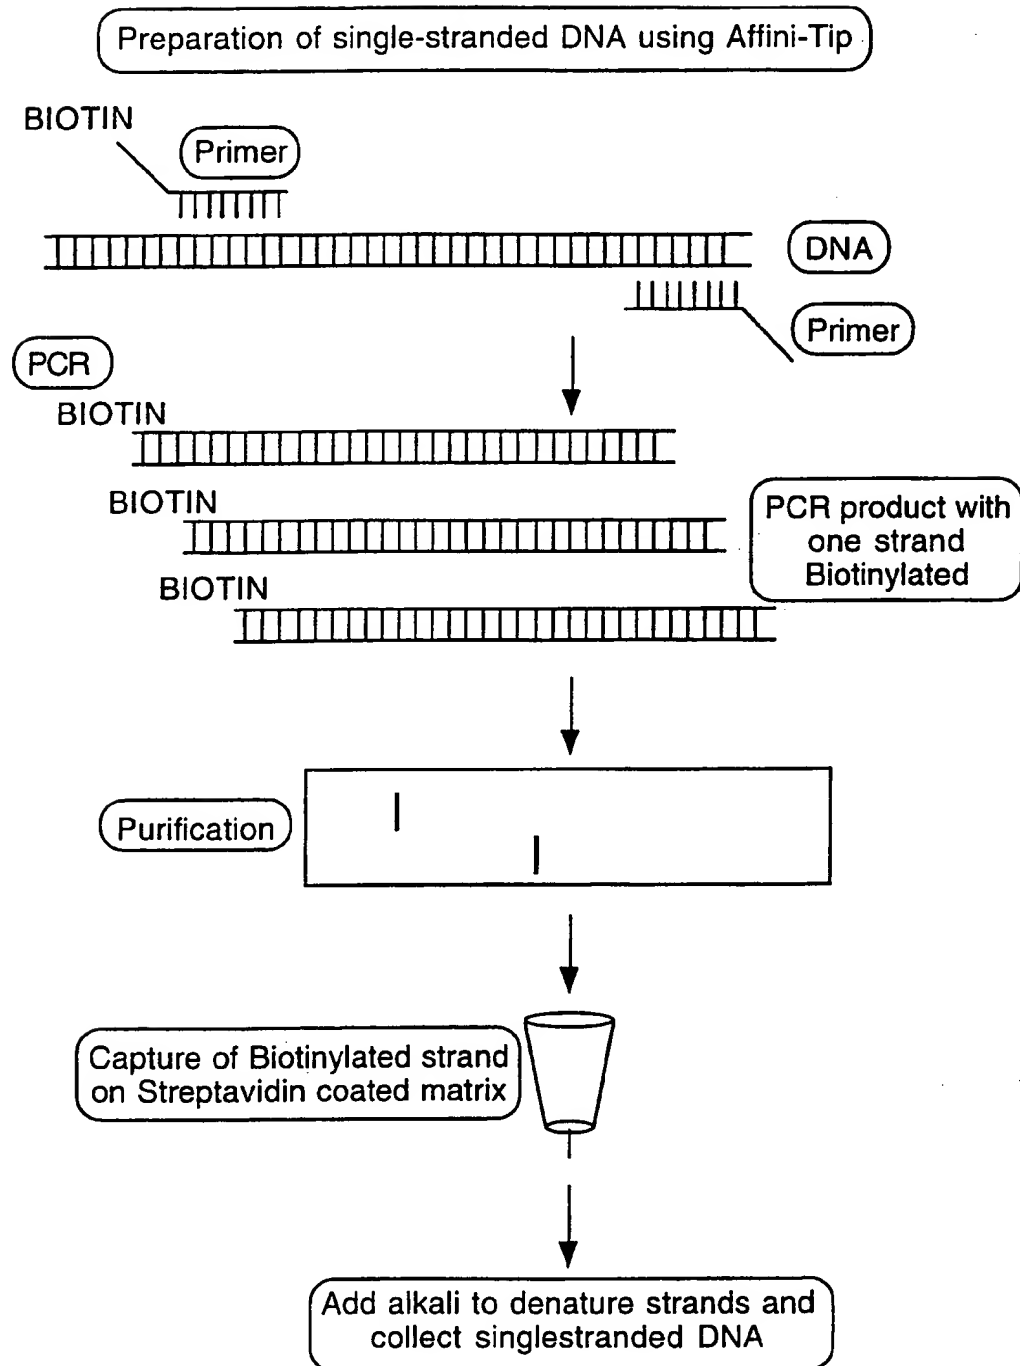 Preparation of single-stranded DNA using Affini-Tip
BIOTIN
Primer
DNA
Primer
PCR
BIOTIN
BIOTIN
PCR product with
one strand
Biotinylated
BIOTIN
Purification
Capture of Biotinylated strand
on Streptavidin coated matrix
Add alkali to denature strands and
collect singlestranded DNA